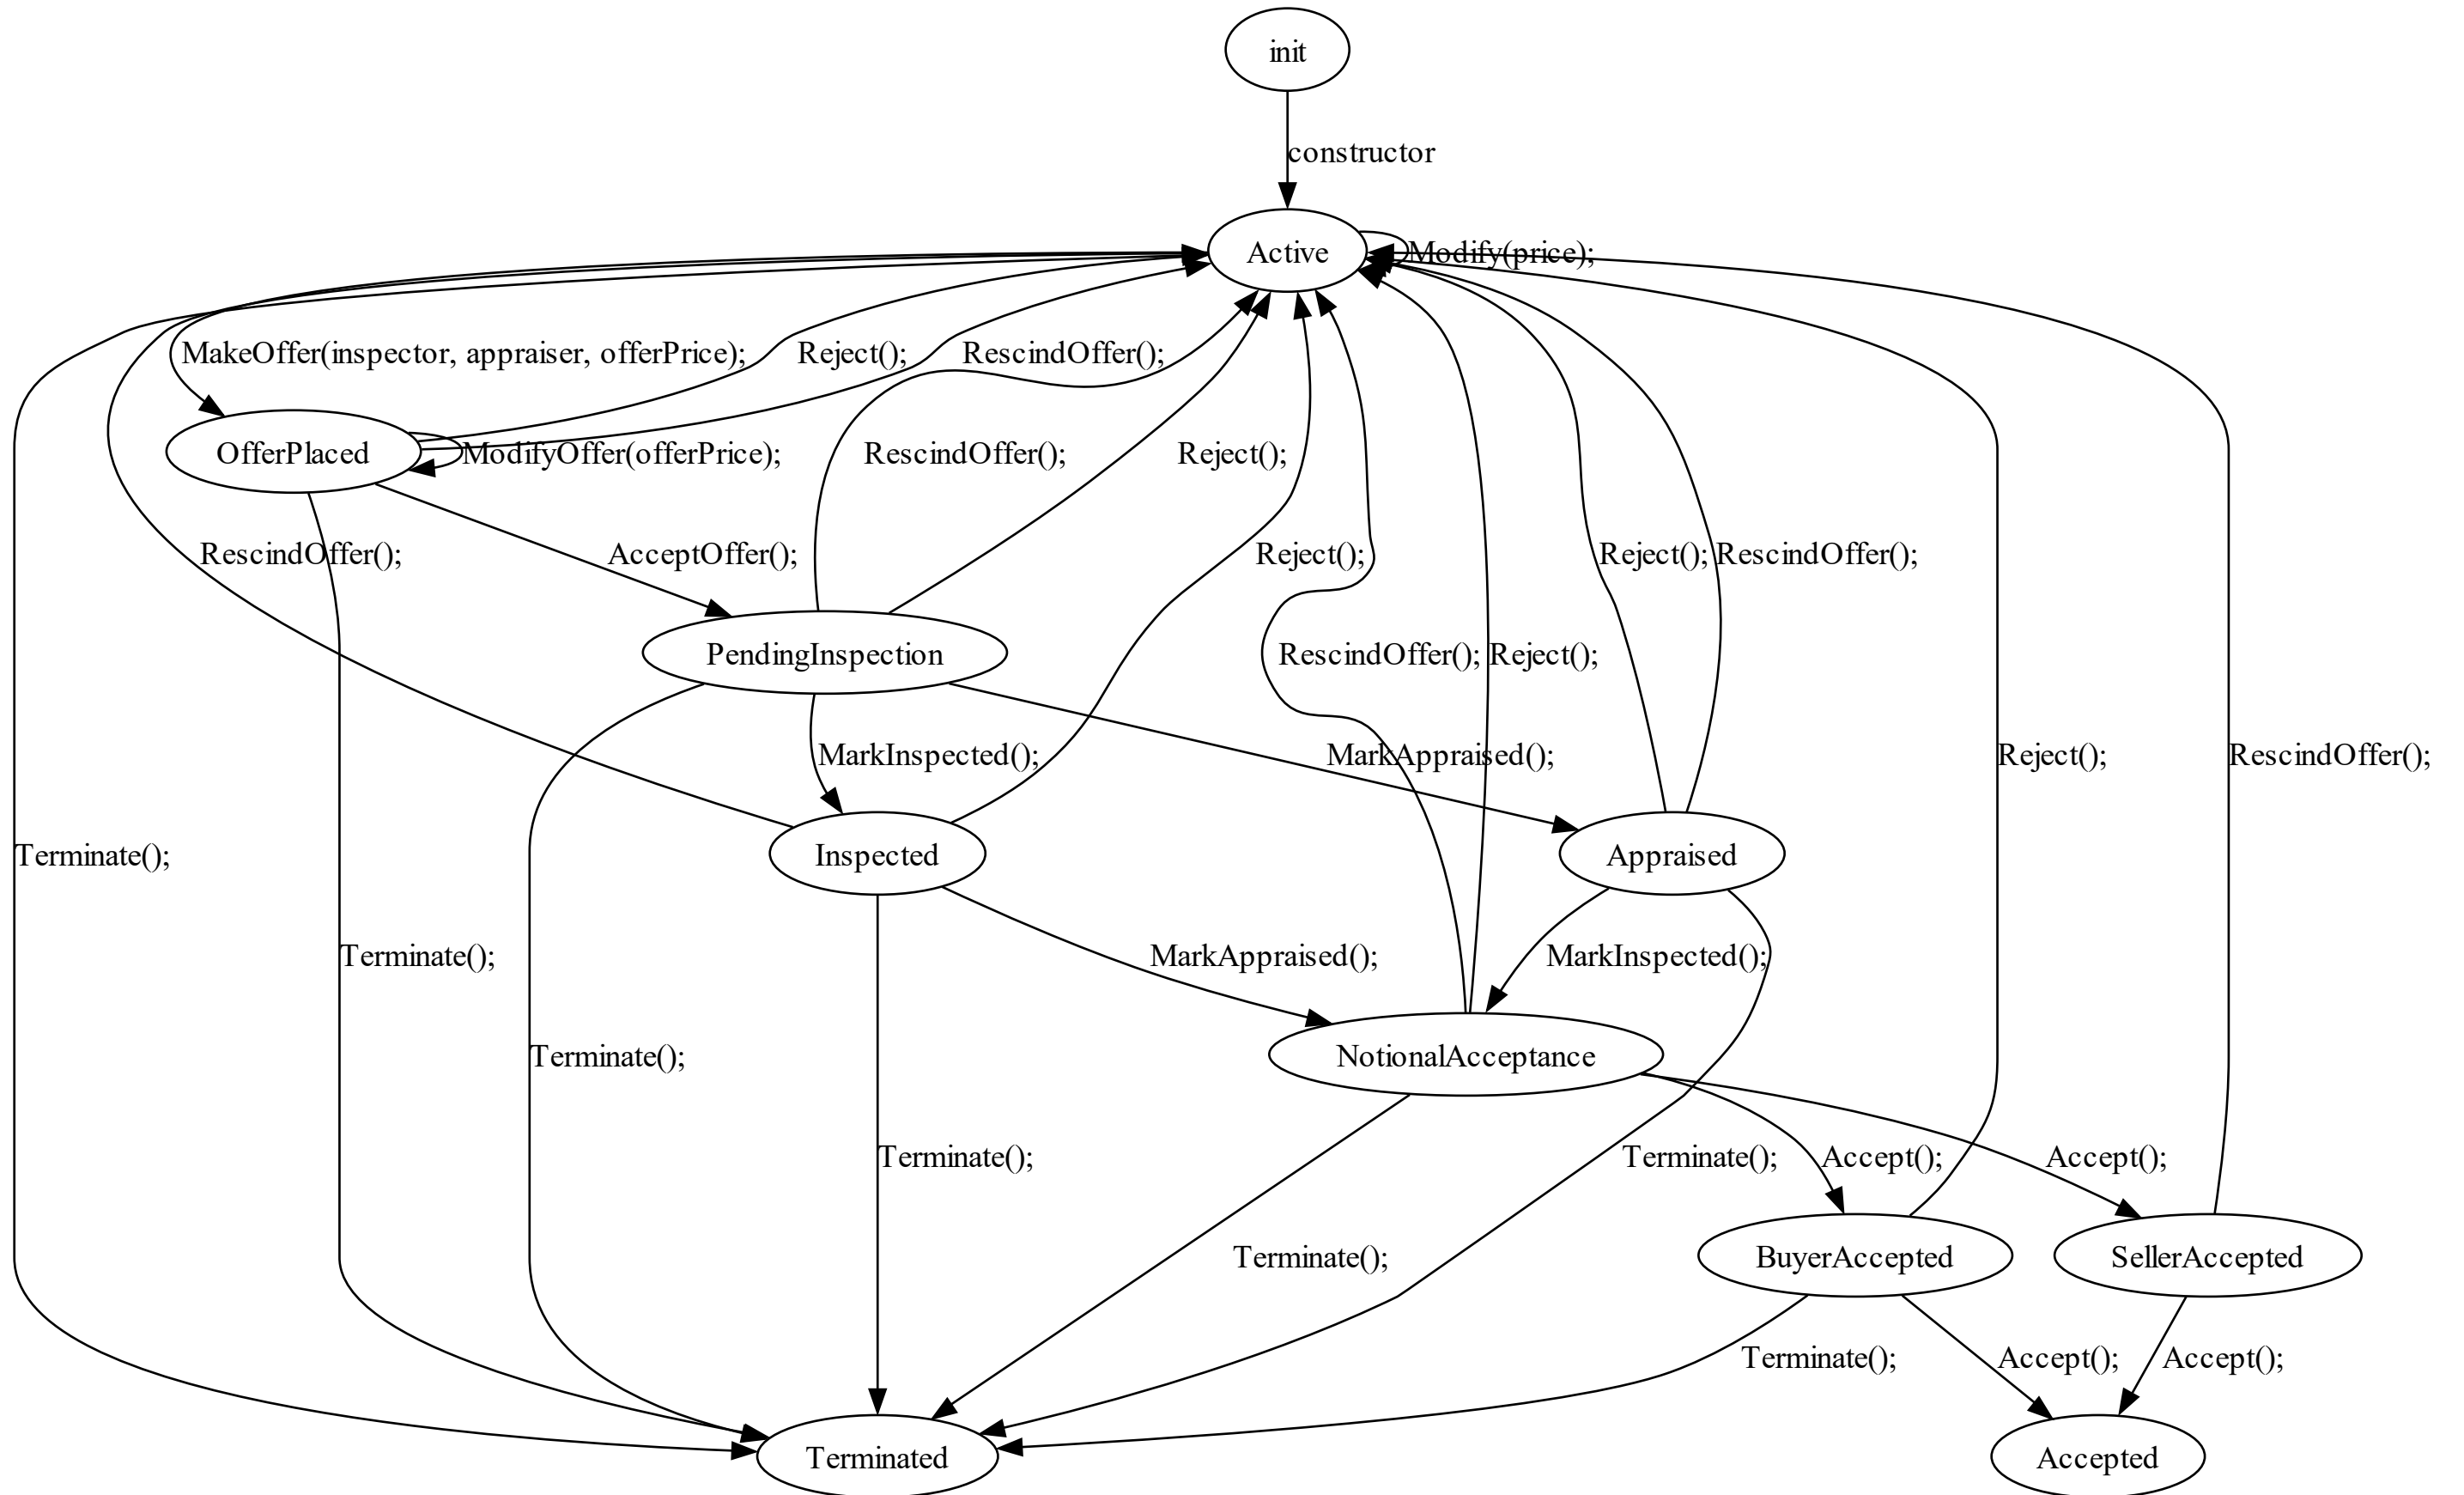 init
constructor
Active
Modify(price);
MakeOffer(inspector, appraiser, offerPrice);
Reject();
RescindOffer();
OfferPlaced
ModifyOffer(offerPrice);
RescindOffer();
Reject();
RescindOffer();
AcceptOffer();
Reject();
Reject();
RescindOffer();
PendingInspection
RescindOffer();
Reject();
MarkInspected();
MarkAppraised();
Reject();
RescindOffer();
Terminate();
Inspected
Appraised
Terminate();
MarkAppraised();
MarkInspected();
Terminate();
NotionalAcceptance
Terminate();
Terminate();
Accept();
Accept();
Terminate();
BuyerAccepted
SellerAccepted
Terminate();
Accept();
Accept();
Terminated
Accepted